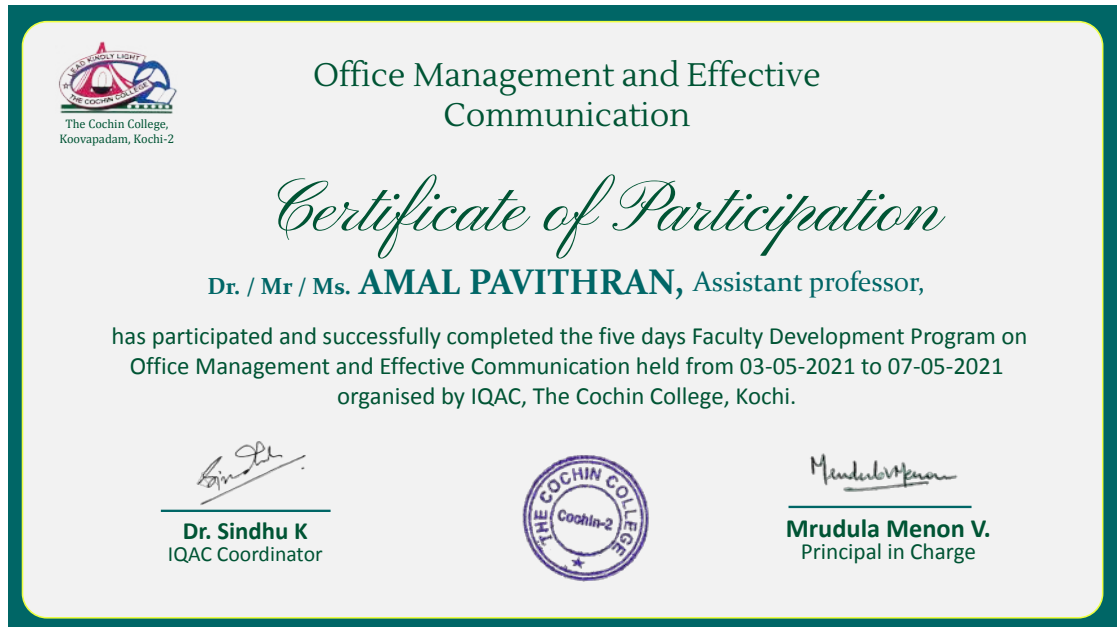 LEAD KINDLY LIGHT
THE COCHIN COLLEGE
The Cochin College,
Koovapadam, Kochi-2
Office Management and Effective
Communication
Certificate of Participation
Dr. / Mr / Ms. AMAL PAVITHRAN, Assistant professor,
has participated and successfully completed the five days Faculty Development Program on
Office Management and Effective Communication held from 03-05-2021 to 07-05-2021
organised by IQAC, The Cochin College, Kochi.
Dr. Sindhu K
IQAC Coordinator
THE COCHIN COLLEGE
Cochin-2
Mrudula Menon V.
Principal in Charge